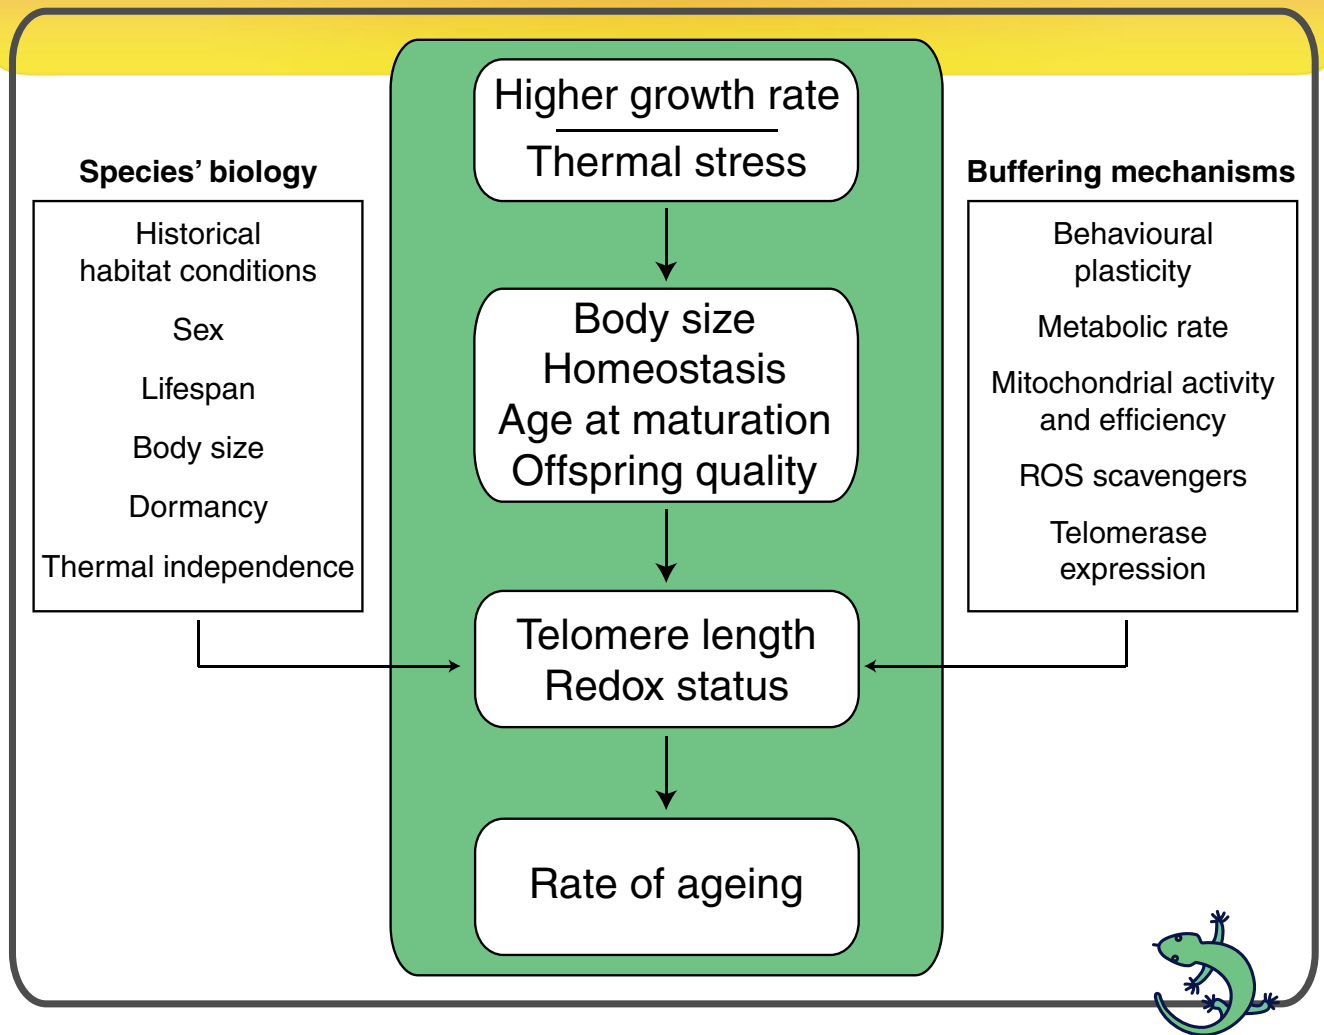 Higher growth rate
Thermal stress
Species’ biology
Historical
habitat conditions
Sex
Lifespan
Body size
Dormancy
Thermal independence
Body size
Homeostasis
Age at maturation
Offspring quality
Buffering mechanisms
Behavioural
plasticity
Metabolic rate
Mitochondrial activity
and efficiency
ROS scavengers
Telomerase
expression
Telomere length
Redox status
Rate of ageing